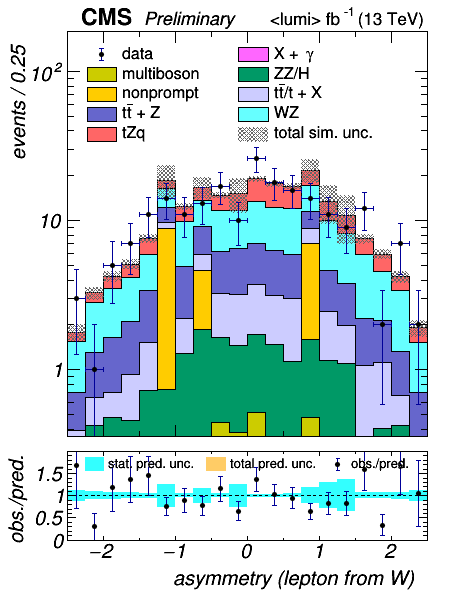 CMS Preliminary <lumi> fb⁻¹ (13 TeV)
events / 0.25
data
multiboson
nonprompt
tt̄ + Z
tZq
X + γ
ZZ/H
tt̄/t + X
WZ
total sim. unc.
10²
10
1
obs./pred.
stat. pred. unc. total pred. unc. obs./pred.
1.5
1
0.5
0
−2 −1 0 1 2
asymmetry (lepton from W)